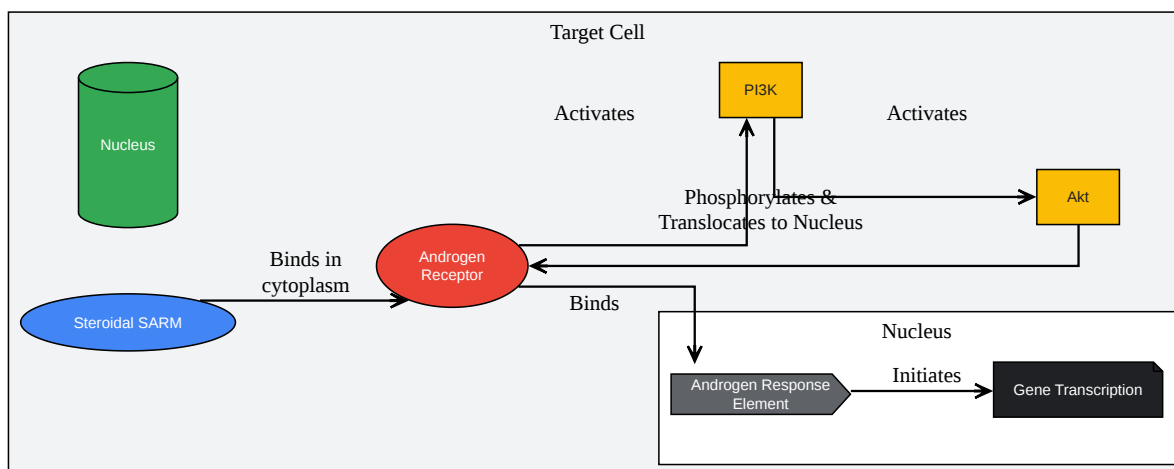 Target Cell
PI3K
Activates
Activates
Nucleus
Phosphorylates &
Translocates to Nucleus
Akt
Androgen
Receptor
Binds in
cytoplasm
Binds
Steroidal SARM
Nucleus
Androgen Response
Element
Initiates
Gene Transcription